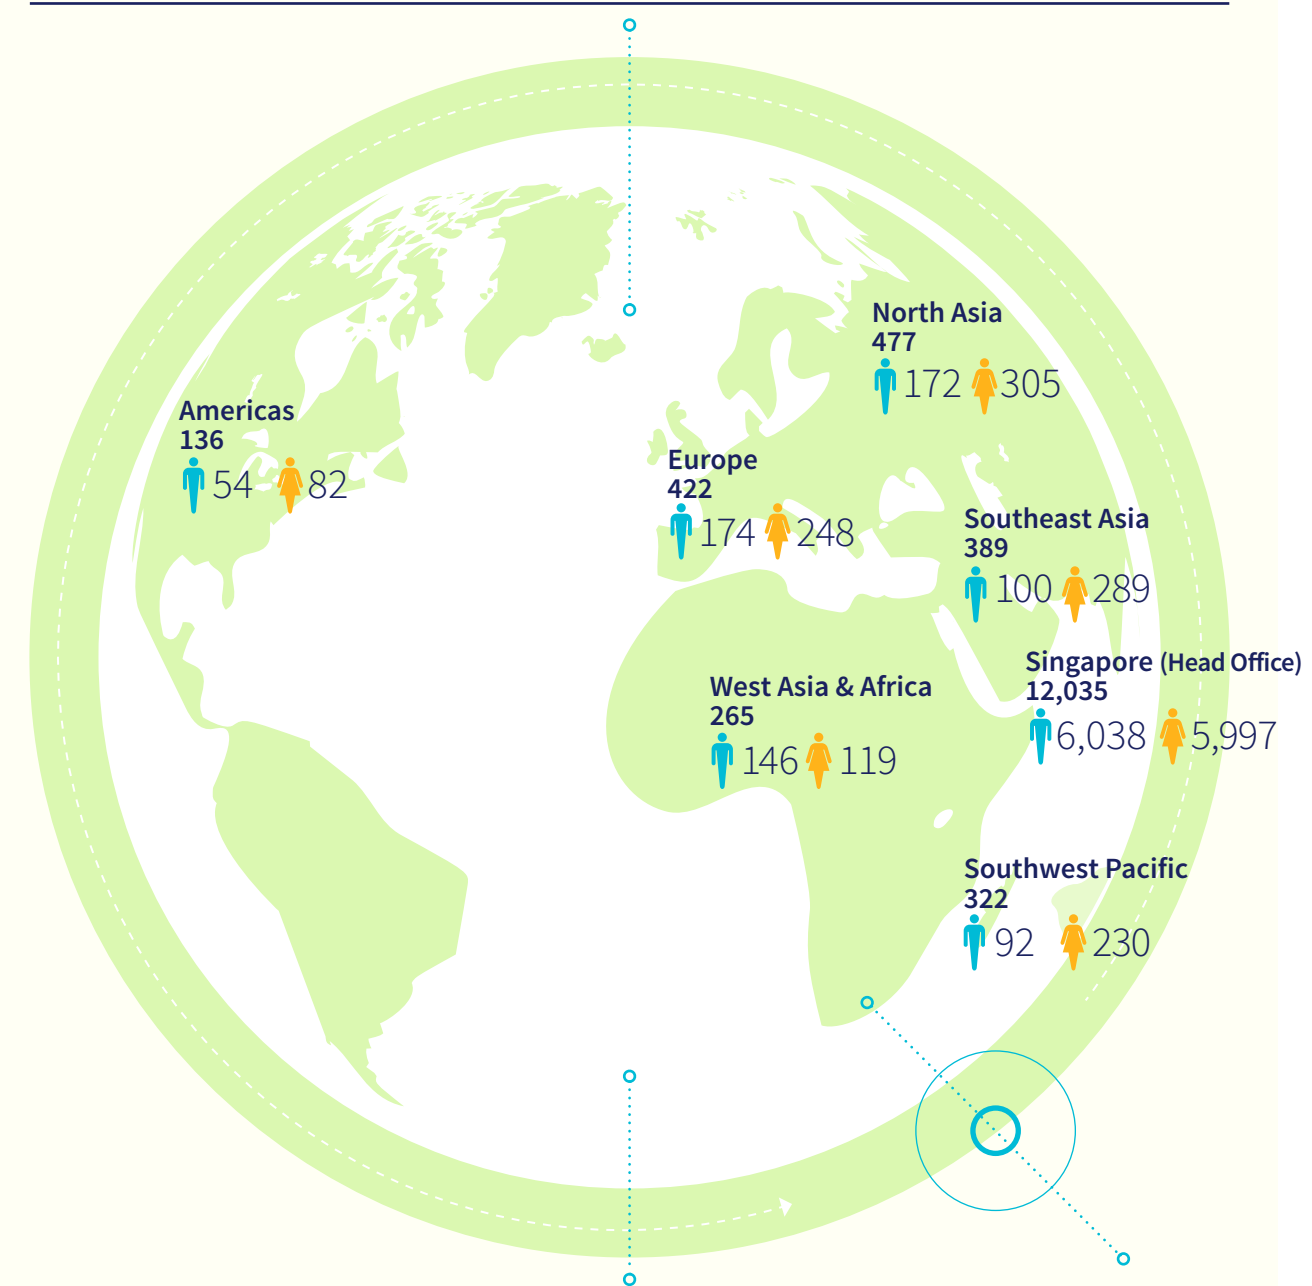 North Asia
477
172 305
Americas
136
54 82
Europe
422
174 248
Southeast Asia
389
100 289
Singapore (Head Office)
12,035
6,038 5,997
West Asia & Africa
265
146 119
Southwest Pacific
322
92 230